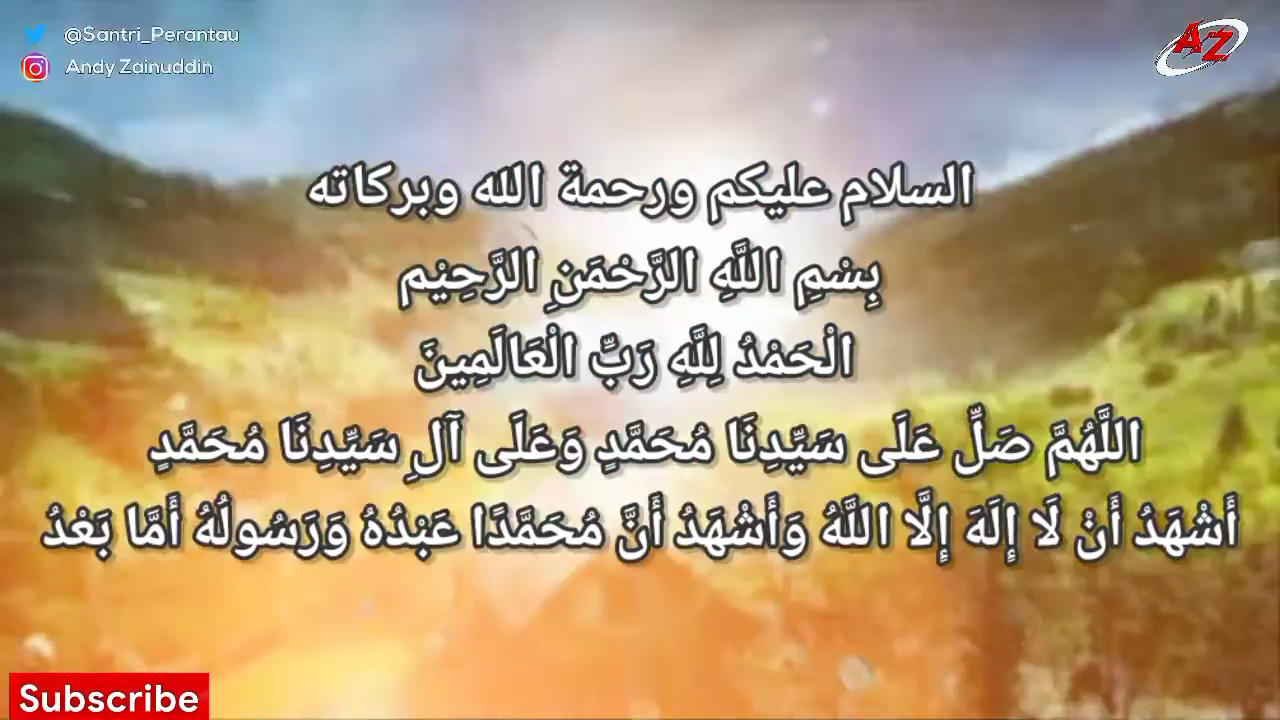 @Santri_Perantau
Andy Zainuddin
AZ
السلام عليكم ورحمة الله وبركاته
بِسْمِ اللَّهِ الرَّحْمَنِ الرَّحِيْمِ
الْحَمْدُ لِلَّهِ رَبِّ الْعَالَمِينَ
اللَّهُمَّ صَلِّ عَلَى سَيِّدِنَا مُحَمَّدٍ وَعَلَى آلِ سَيِّدِنَا مُحَمَّدٍ
أَشْهَدُ أَنْ لَا إِلَهَ إِلَّا اللَّهُ وَأَشْهَدُ أَنَّ مُحَمَّدًا عَبْدُهُ وَرَسُولُهُ أَمَّا بَعْدُ
Subscribe